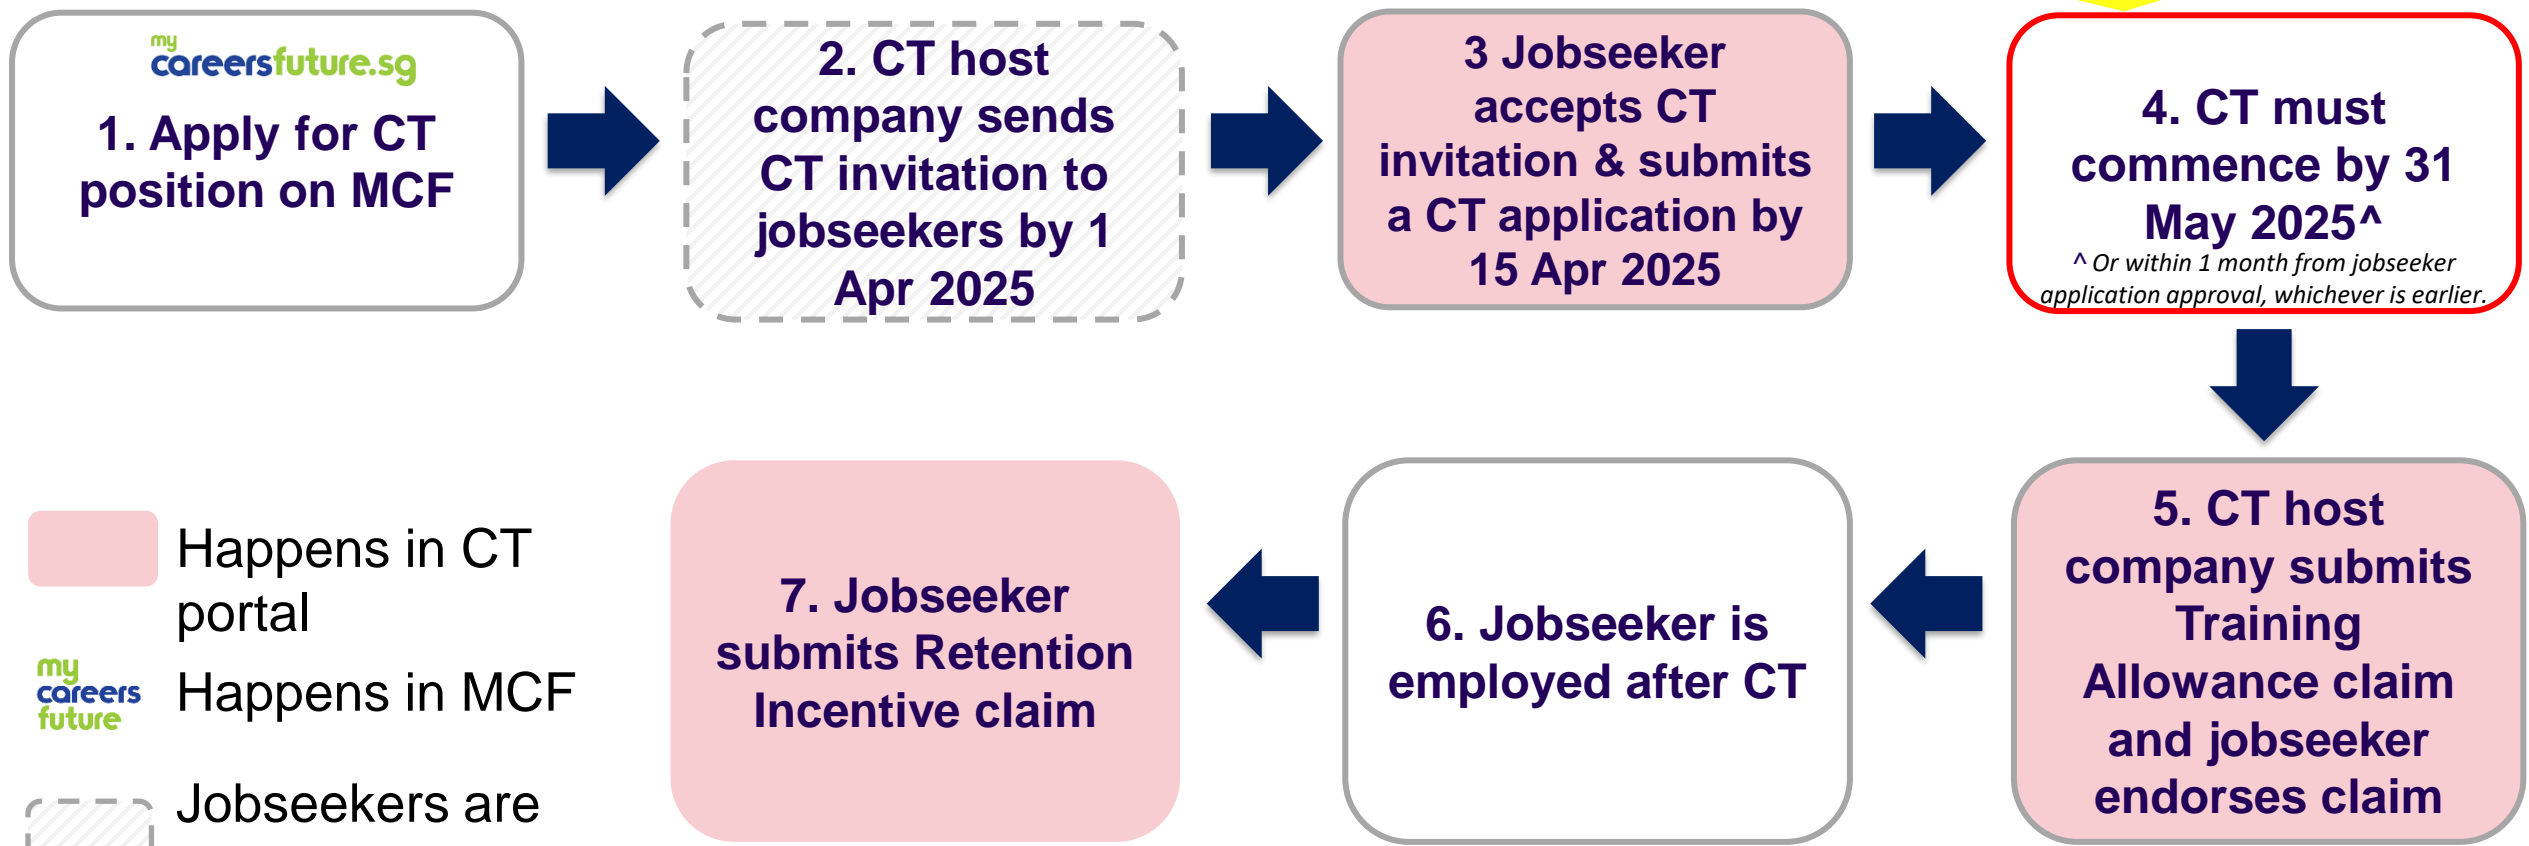 my
careersfuture.sg
1. Apply for CT
position on MCF
2. CT host
company sends
CT invitation to
jobseekers by 1
Apr 2025
3 Jobseeker
accepts CT
invitation & submits
a CT application by
15 Apr 2025
4. CT must
commence by 31
May 2025^
^ Or within 1 month from jobseeker
application approval, whichever is earlier.
5. CT host
company submits
Training
Allowance claim
and jobseeker
endorses claim
6. Jobseeker is
employed after CT
7. Jobseeker
submits Retention
Incentive claim
Happens in CT
portal
my
careers
future
Happens in MCF
Jobseekers are